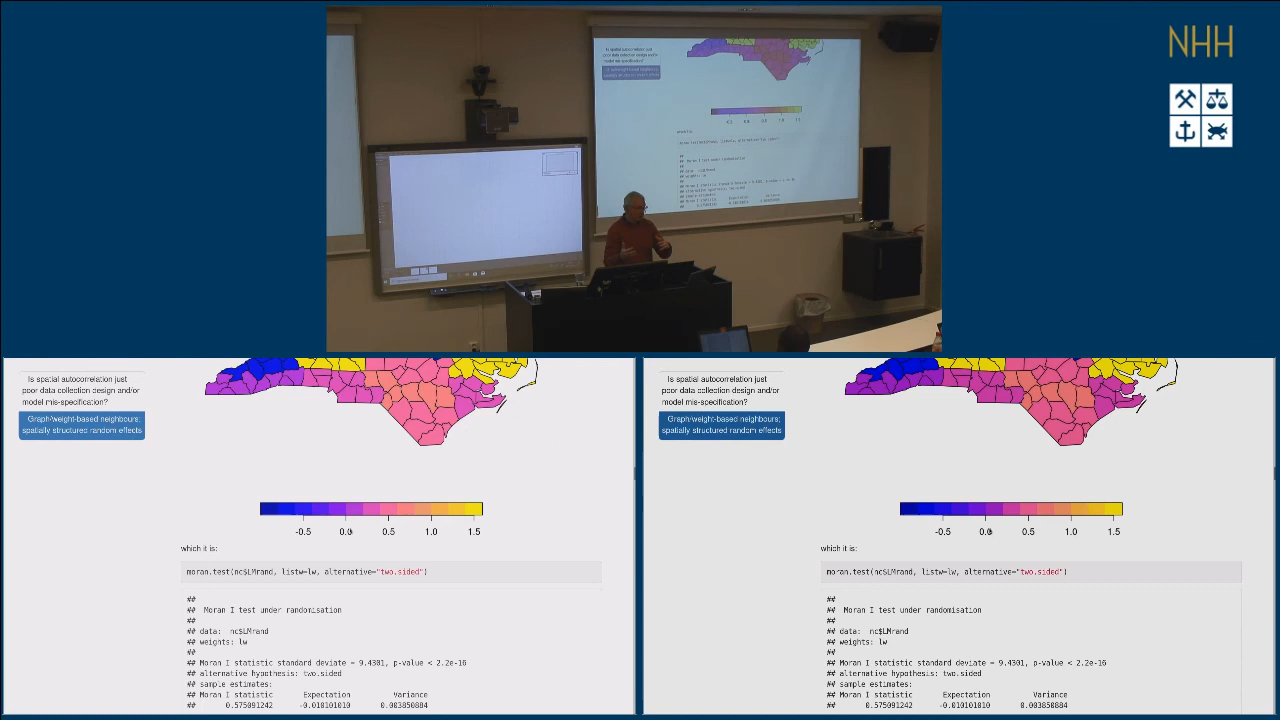 NHH
Is spatial autocorrelation just
poor data collection design and/or
model mis-specification?
Graph/weight-based neighbours;
spatially structured random effects
-0.5 0.0 0.5 1.0 1.5
which it is:
moran.test(nc$LMrand, listw=lw, alternative="two.sided")
##
## Moran I test under randomisation
##
## data: nc$LMrand
## weights: lw
##
## Moran I statistic standard deviate = 9.4301, p-value < 2.2e-16
## alternative hypothesis: two.sided
## sample estimates:
## Moran I statistic Expectation Variance
## 0.575091242 -0.010101010 0.003850884
Is spatial autocorrelation just
poor data collection design and/or
model mis-specification?
Graph/weight-based neighbours;
spatially structured random effects
-0.5 0.0 0.5 1.0 1.5
which it is:
moran.test(nc$LMrand, listw=lw, alternative="two.sided")
##
## Moran I test under randomisation
##
## data: nc$LMrand
## weights: lw
##
## Moran I statistic standard deviate = 9.4301, p-value < 2.2e-16
## alternative hypothesis: two.sided
## sample estimates:
## Moran I statistic Expectation Variance
## 0.575091242 -0.010101010 0.003850884